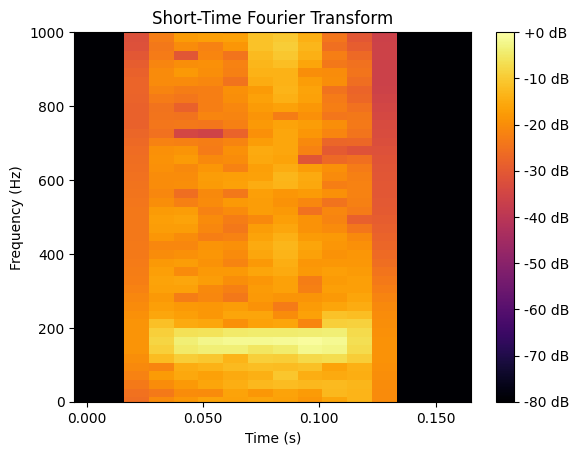 Short-Time Fourier Transform
Frequency (Hz)
1000
800
600
400
200
0
0.000
0.050
0.100
0.150
Time (s)
+0 dB
-10 dB
-20 dB
-30 dB
-40 dB
-50 dB
-60 dB
-70 dB
-80 dB